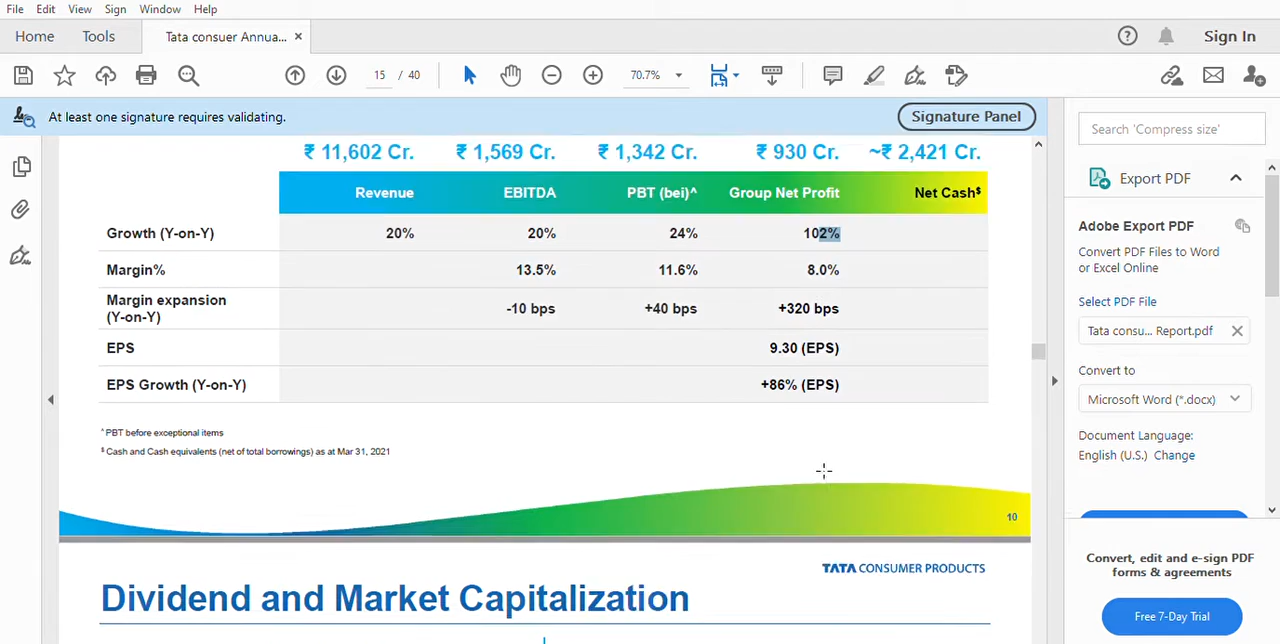 File Edit View Sign Window Help
Home Tools Tata consuer Annua... ×
? Sign In
15 / 40 70.7%
At least one signature requires validating. Signature Panel
Search 'Compress size'
₹ 11,602 Cr. ₹ 1,569 Cr. ₹ 1,342 Cr. ₹ 930 Cr. ~₹ 2,421 Cr.
Revenue EBITDA PBT (bei)^ Group Net Profit Net Cash$
Growth (Y-on-Y) 20% 20% 24% 102%
Margin% 13.5% 11.6% 8.0%
Margin expansion
(Y-on-Y) -10 bps +40 bps +320 bps
EPS 9.30 (EPS)
EPS Growth (Y-on-Y) +86% (EPS)
^ PBT before exceptional items
$ Cash and Cash equivalents (net of total borrowings) as at Mar 31, 2021
10
TATA CONSUMER PRODUCTS
Dividend and Market Capitalization
Export PDF
Adobe Export PDF
Convert PDF Files to Word
or Excel Online
Select PDF File
Tata consu... Report.pdf ×
Convert to
Microsoft Word (*.docx)
Document Language:
English (U.S.) Change
Convert, edit and e-sign PDF
forms & agreements
Free 7-Day Trial